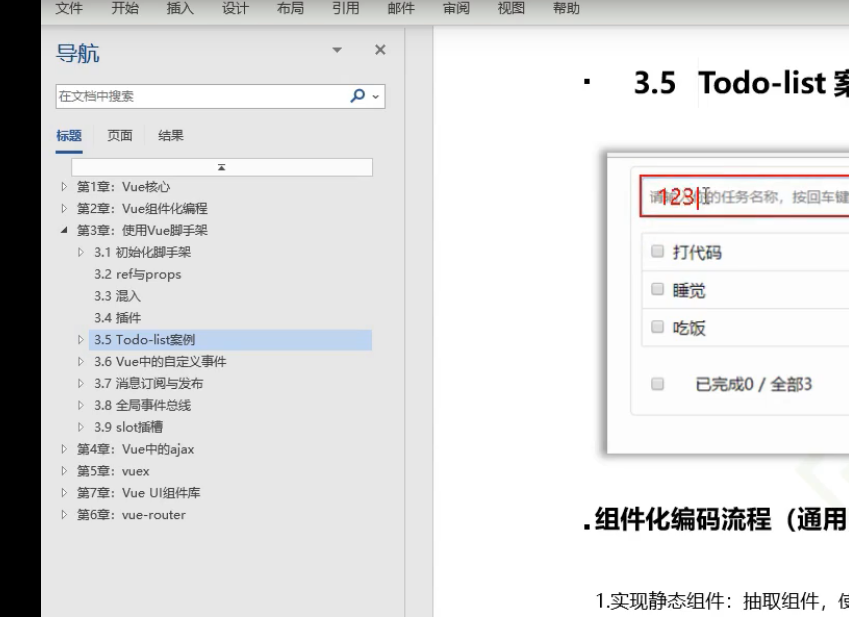 文件 开始 插入 设计 布局 引用 邮件 审阅 视图 帮助
导航
在文档中搜索
标题 页面 结果
第1章：Vue核心
第2章：Vue组件化编程
第3章：使用Vue脚手架
3.1 初始化脚手架
3.2 ref与props
3.3 混入
3.4 插件
3.5 Todo-list案例
3.6 Vue中的自定义事件
3.7 消息订阅与发布
3.8 全局事件总线
3.9 slot插槽
第4章：Vue中的ajax
第5章：vuex
第7章：Vue UI组件库
第6章：vue-router
3.5 Todo-list 案
请输入你的任务名称，按回车键
123
打代码
睡觉
吃饭
已完成0 / 全部3
组件化编码流程（通用
1.实现静态组件：抽取组件，使